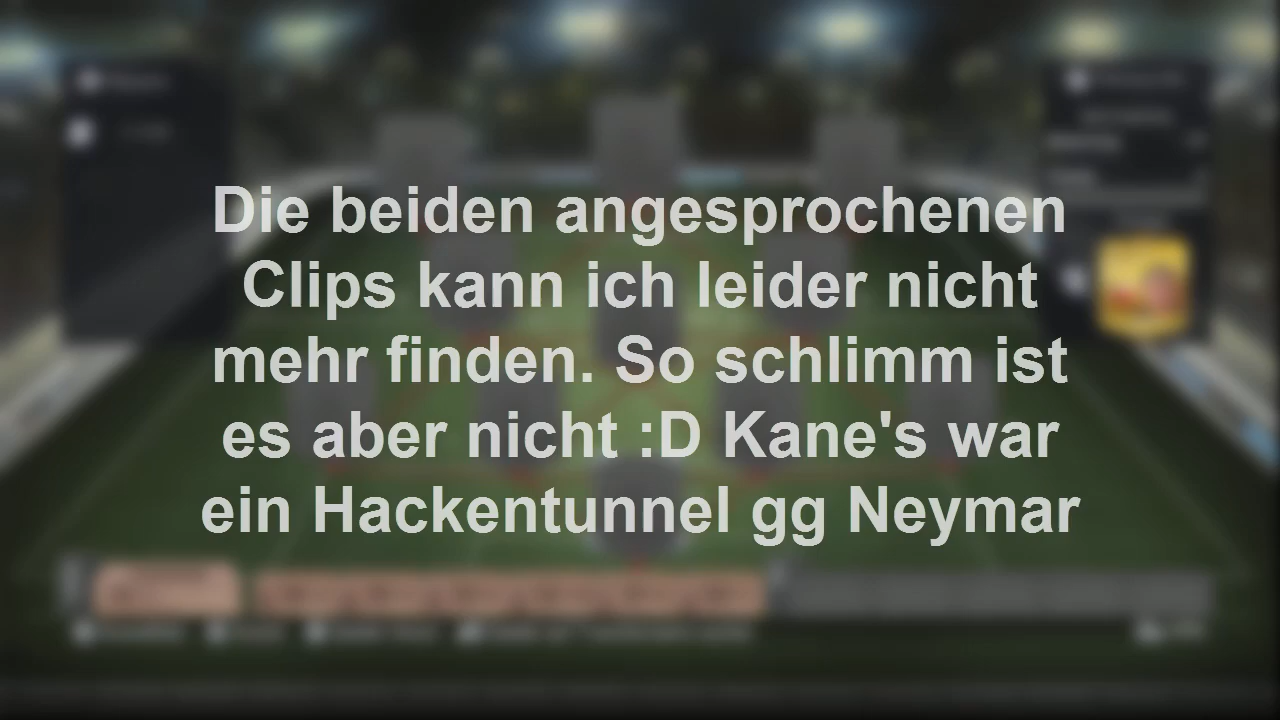 Die beiden angesprochenen
Clips kann ich leider nicht
mehr finden. So schlimm ist
es aber nicht :D Kane's war
ein Hackentunnel gg Neymar